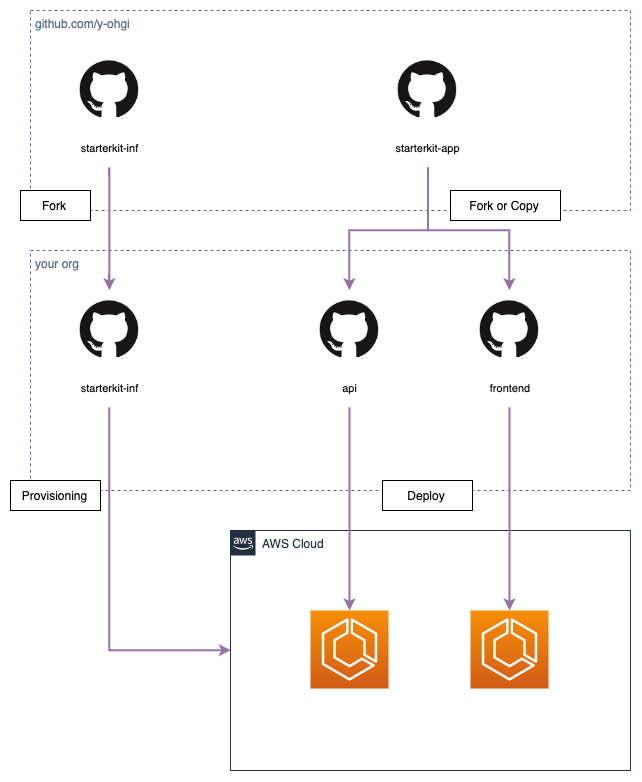 github.com/y-ohgi
starterkit-inf
starterkit-app
Fork
Fork or Copy
your org
starterkit-inf
api
frontend
Provisioning
Deploy
aws
AWS Cloud